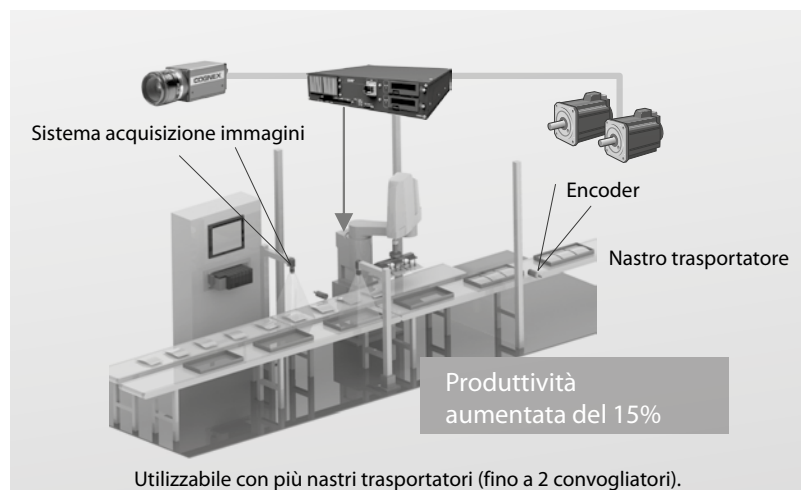 COGNEX
Sistema acquisizione immagini
Encoder
Nastro trasportatore
Produttività
aumentata del 15%
Utilizzabile con più nastri trasportatori (fino a 2 convogliatori).